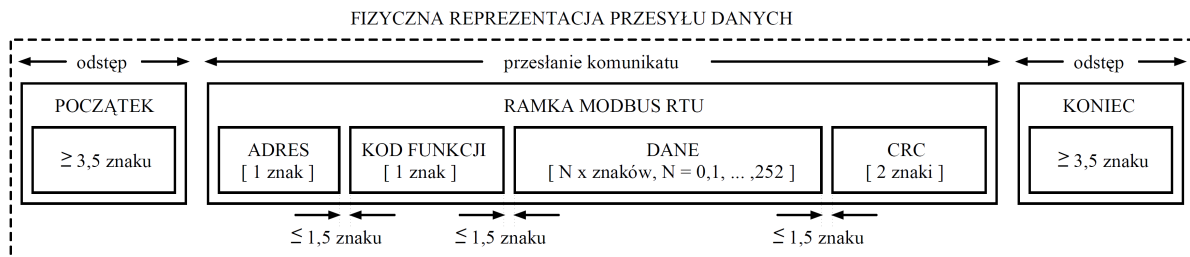 FIZYCZNA REPREZENTACJA PRZESYŁU DANYCH
odstęp
przesłanie komunikatu
odstęp
POCZĄTEK
RAMKA MODBUS RTU
KONIEC
≥ 3,5 znaku
ADRES
[ 1 znak ]
KOD FUNKCJI
[ 1 znak ]
DANE
[ N x znaków, N = 0,1, ... ,252 ]
CRC
[ 2 znaki ]
≥ 3,5 znaku
≤ 1,5 znaku
≤ 1,5 znaku
≤ 1,5 znaku